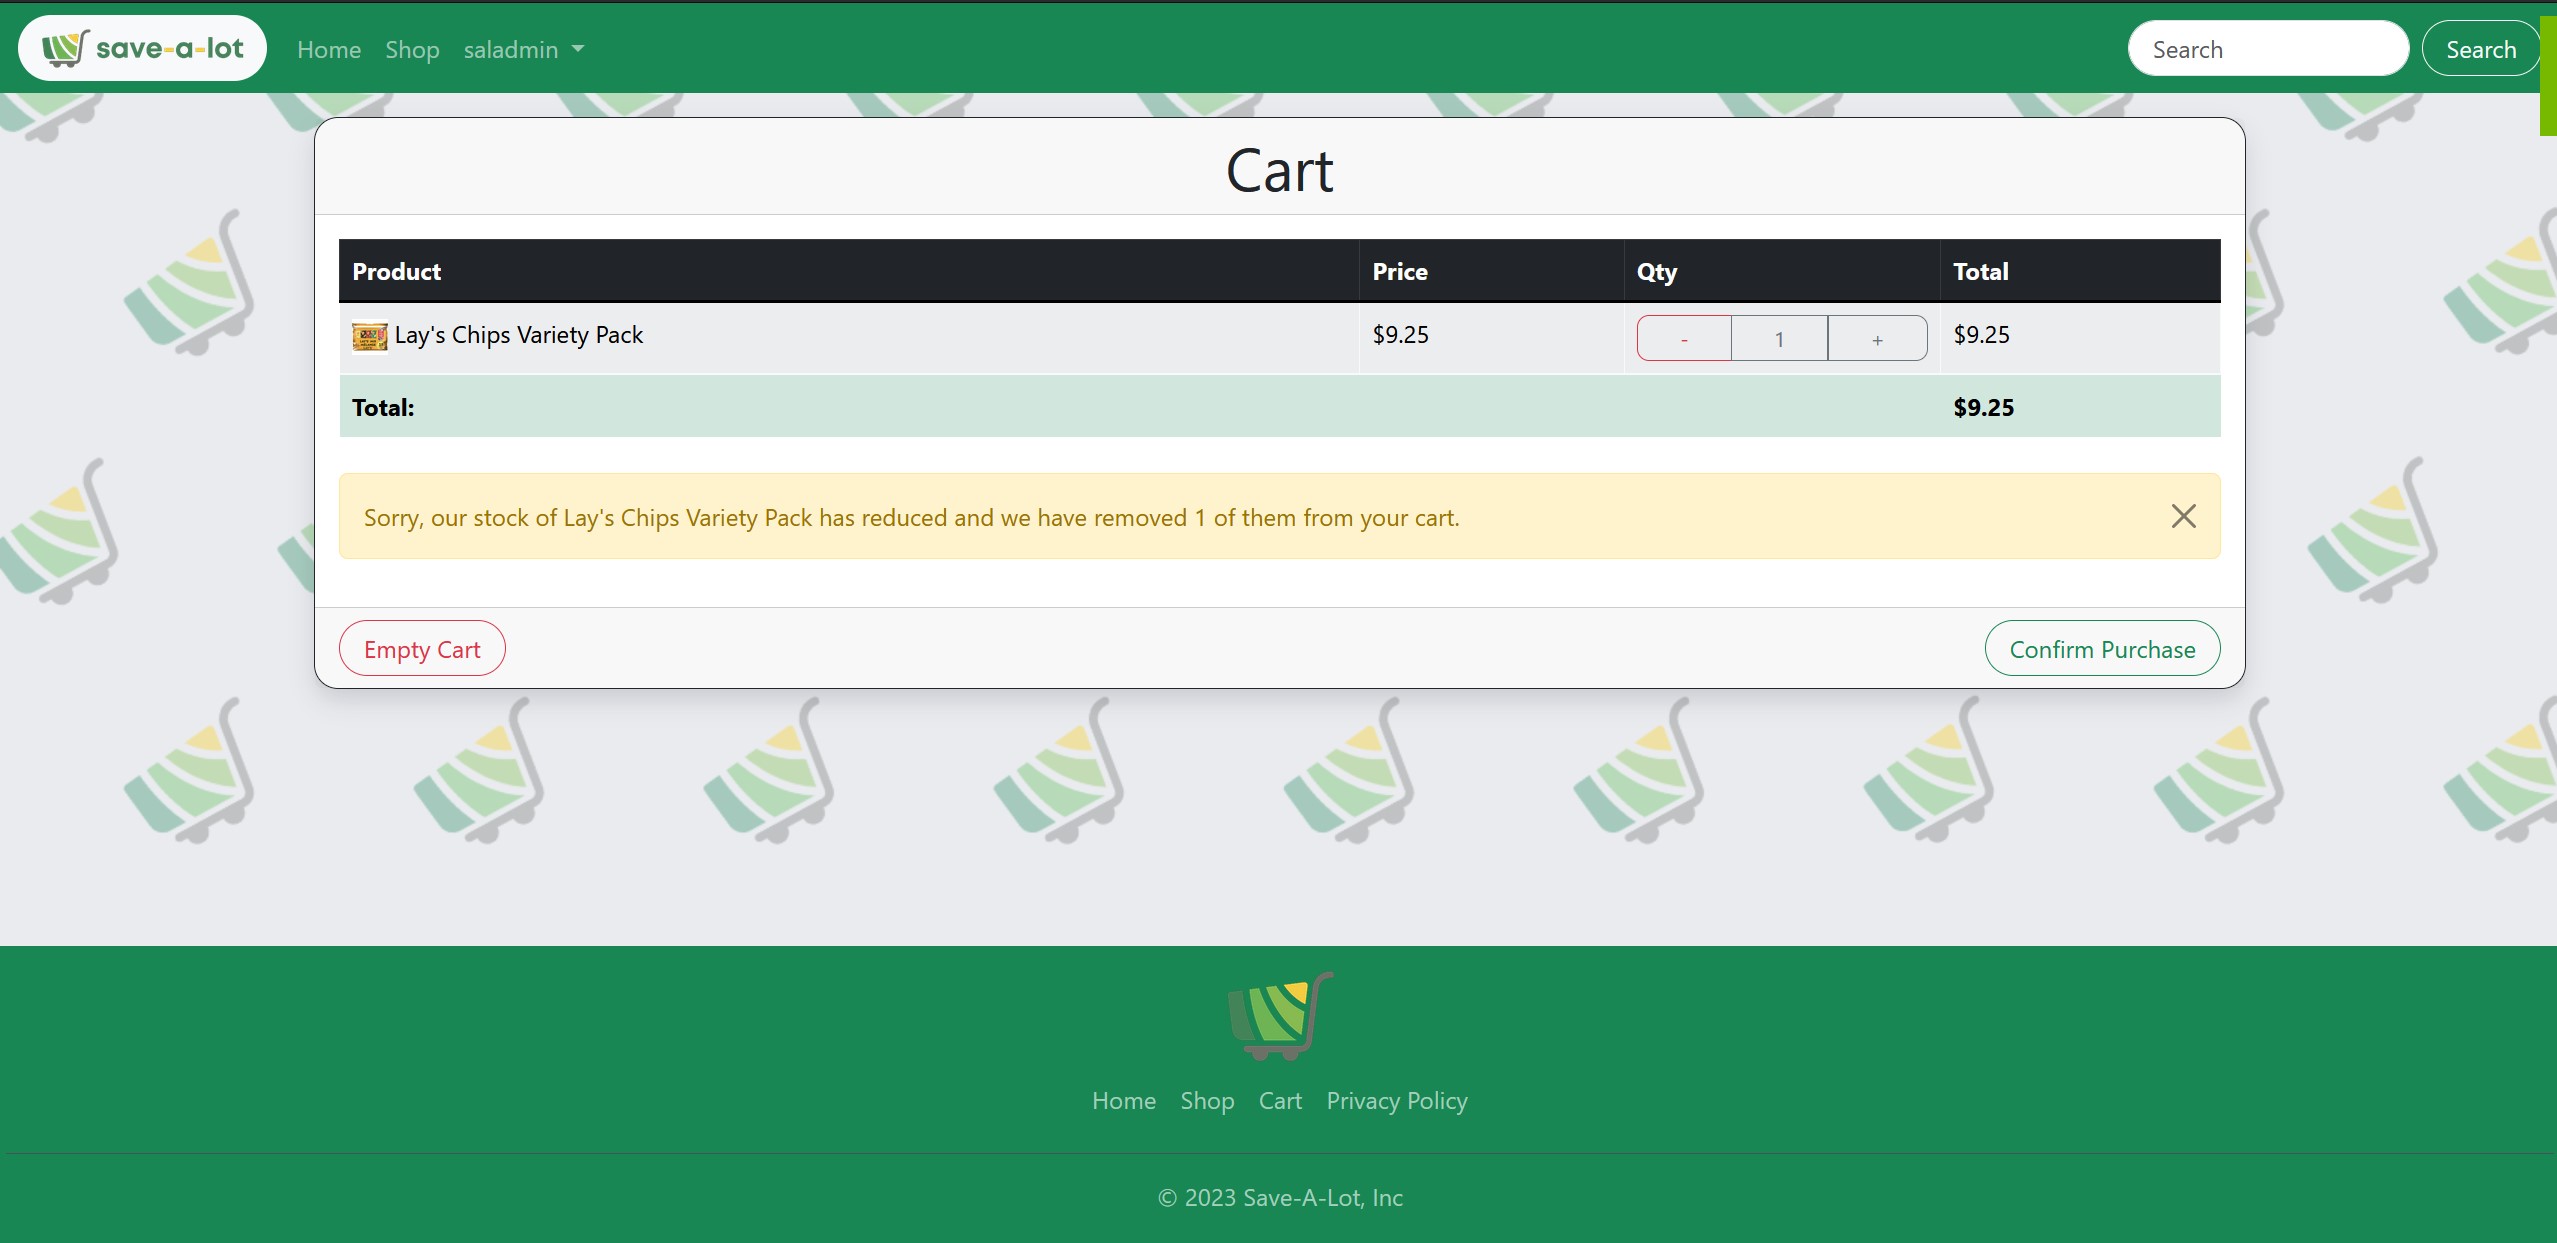 save-a-lot Home Shop saladmin Search Search
Cart
Product Price Qty Total
Lay's Chips Variety Pack $9.25 - 1 + $9.25
Total: $9.25
Sorry, our stock of Lay's Chips Variety Pack has reduced and we have removed 1 of them from your cart.
Empty Cart Confirm Purchase
Home Shop Cart Privacy Policy
© 2023 Save-A-Lot, Inc